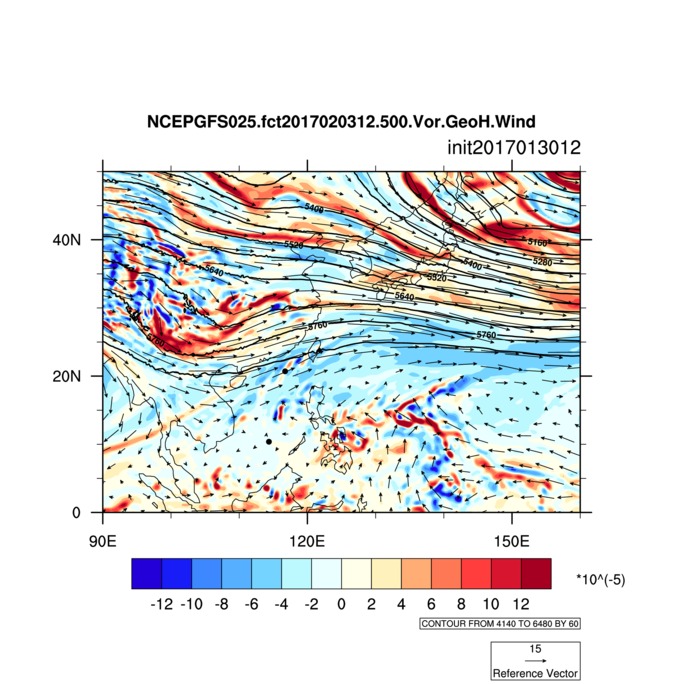 NCEPGFS025.fct2017020312.500.Vor.GeoH.Wind
init2017013012
5400
5160
40N
5520
5280
5400
5640
5520
5640
5760
5760
5760
20N
0
90E 120E 150E
-12 -10 -8 -6 -4 -2 0 2 4 6 8 10 12
*10^(-5)
CONTOUR FROM 4140 TO 6480 BY 60
15
Reference Vector